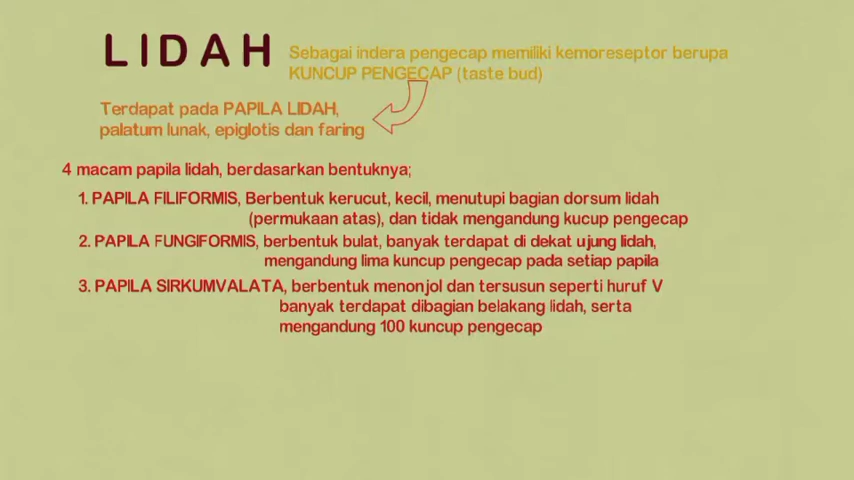 LIDAH
Sebagai indera pengecap memiliki kemoreseptor berupa
KUNCUP PENGECAP (taste bud)
Terdapat pada PAPILA LIDAH,
palatum lunak, epiglotis dan faring
4 macam papila lidah, berdasarkan bentuknya;
1. PAPILA FILIFORMIS, Berbentuk kerucut, kecil, menutupi bagian dorsum lidah
(permukaan atas), dan tidak mengandung kucup pengecap
2. PAPILA FUNGIFORMIS, berbentuk bulat, banyak terdapat di dekat ujung lidah,
mengandung lima kuncup pengecap pada setiap papila
3. PAPILA SIRKUMVALATA, berbentuk menonjol dan tersusun seperti huruf V
banyak terdapat dibagian belakang lidah, serta
mengandung 100 kuncup pengecap